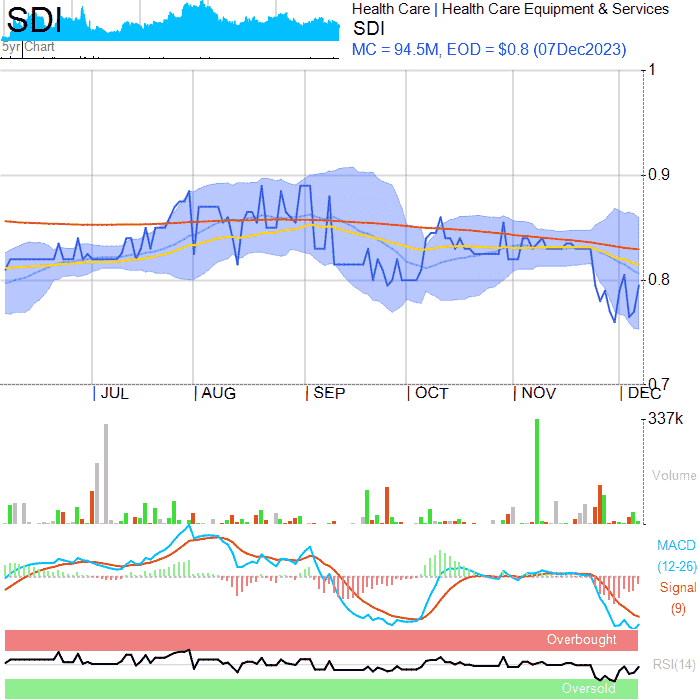 SDI
5yr Chart
Health Care | Health Care Equipment & Services
SDI
MC = 94.5M, EOD = $0.8 (07Dec2023)
1
0.9
0.8
0.7
JUL AUG SEP OCT NOV DEC
337k
Volume
MACD
(12-26)
Signal
(9)
Overbought
RSI(14)
Oversold